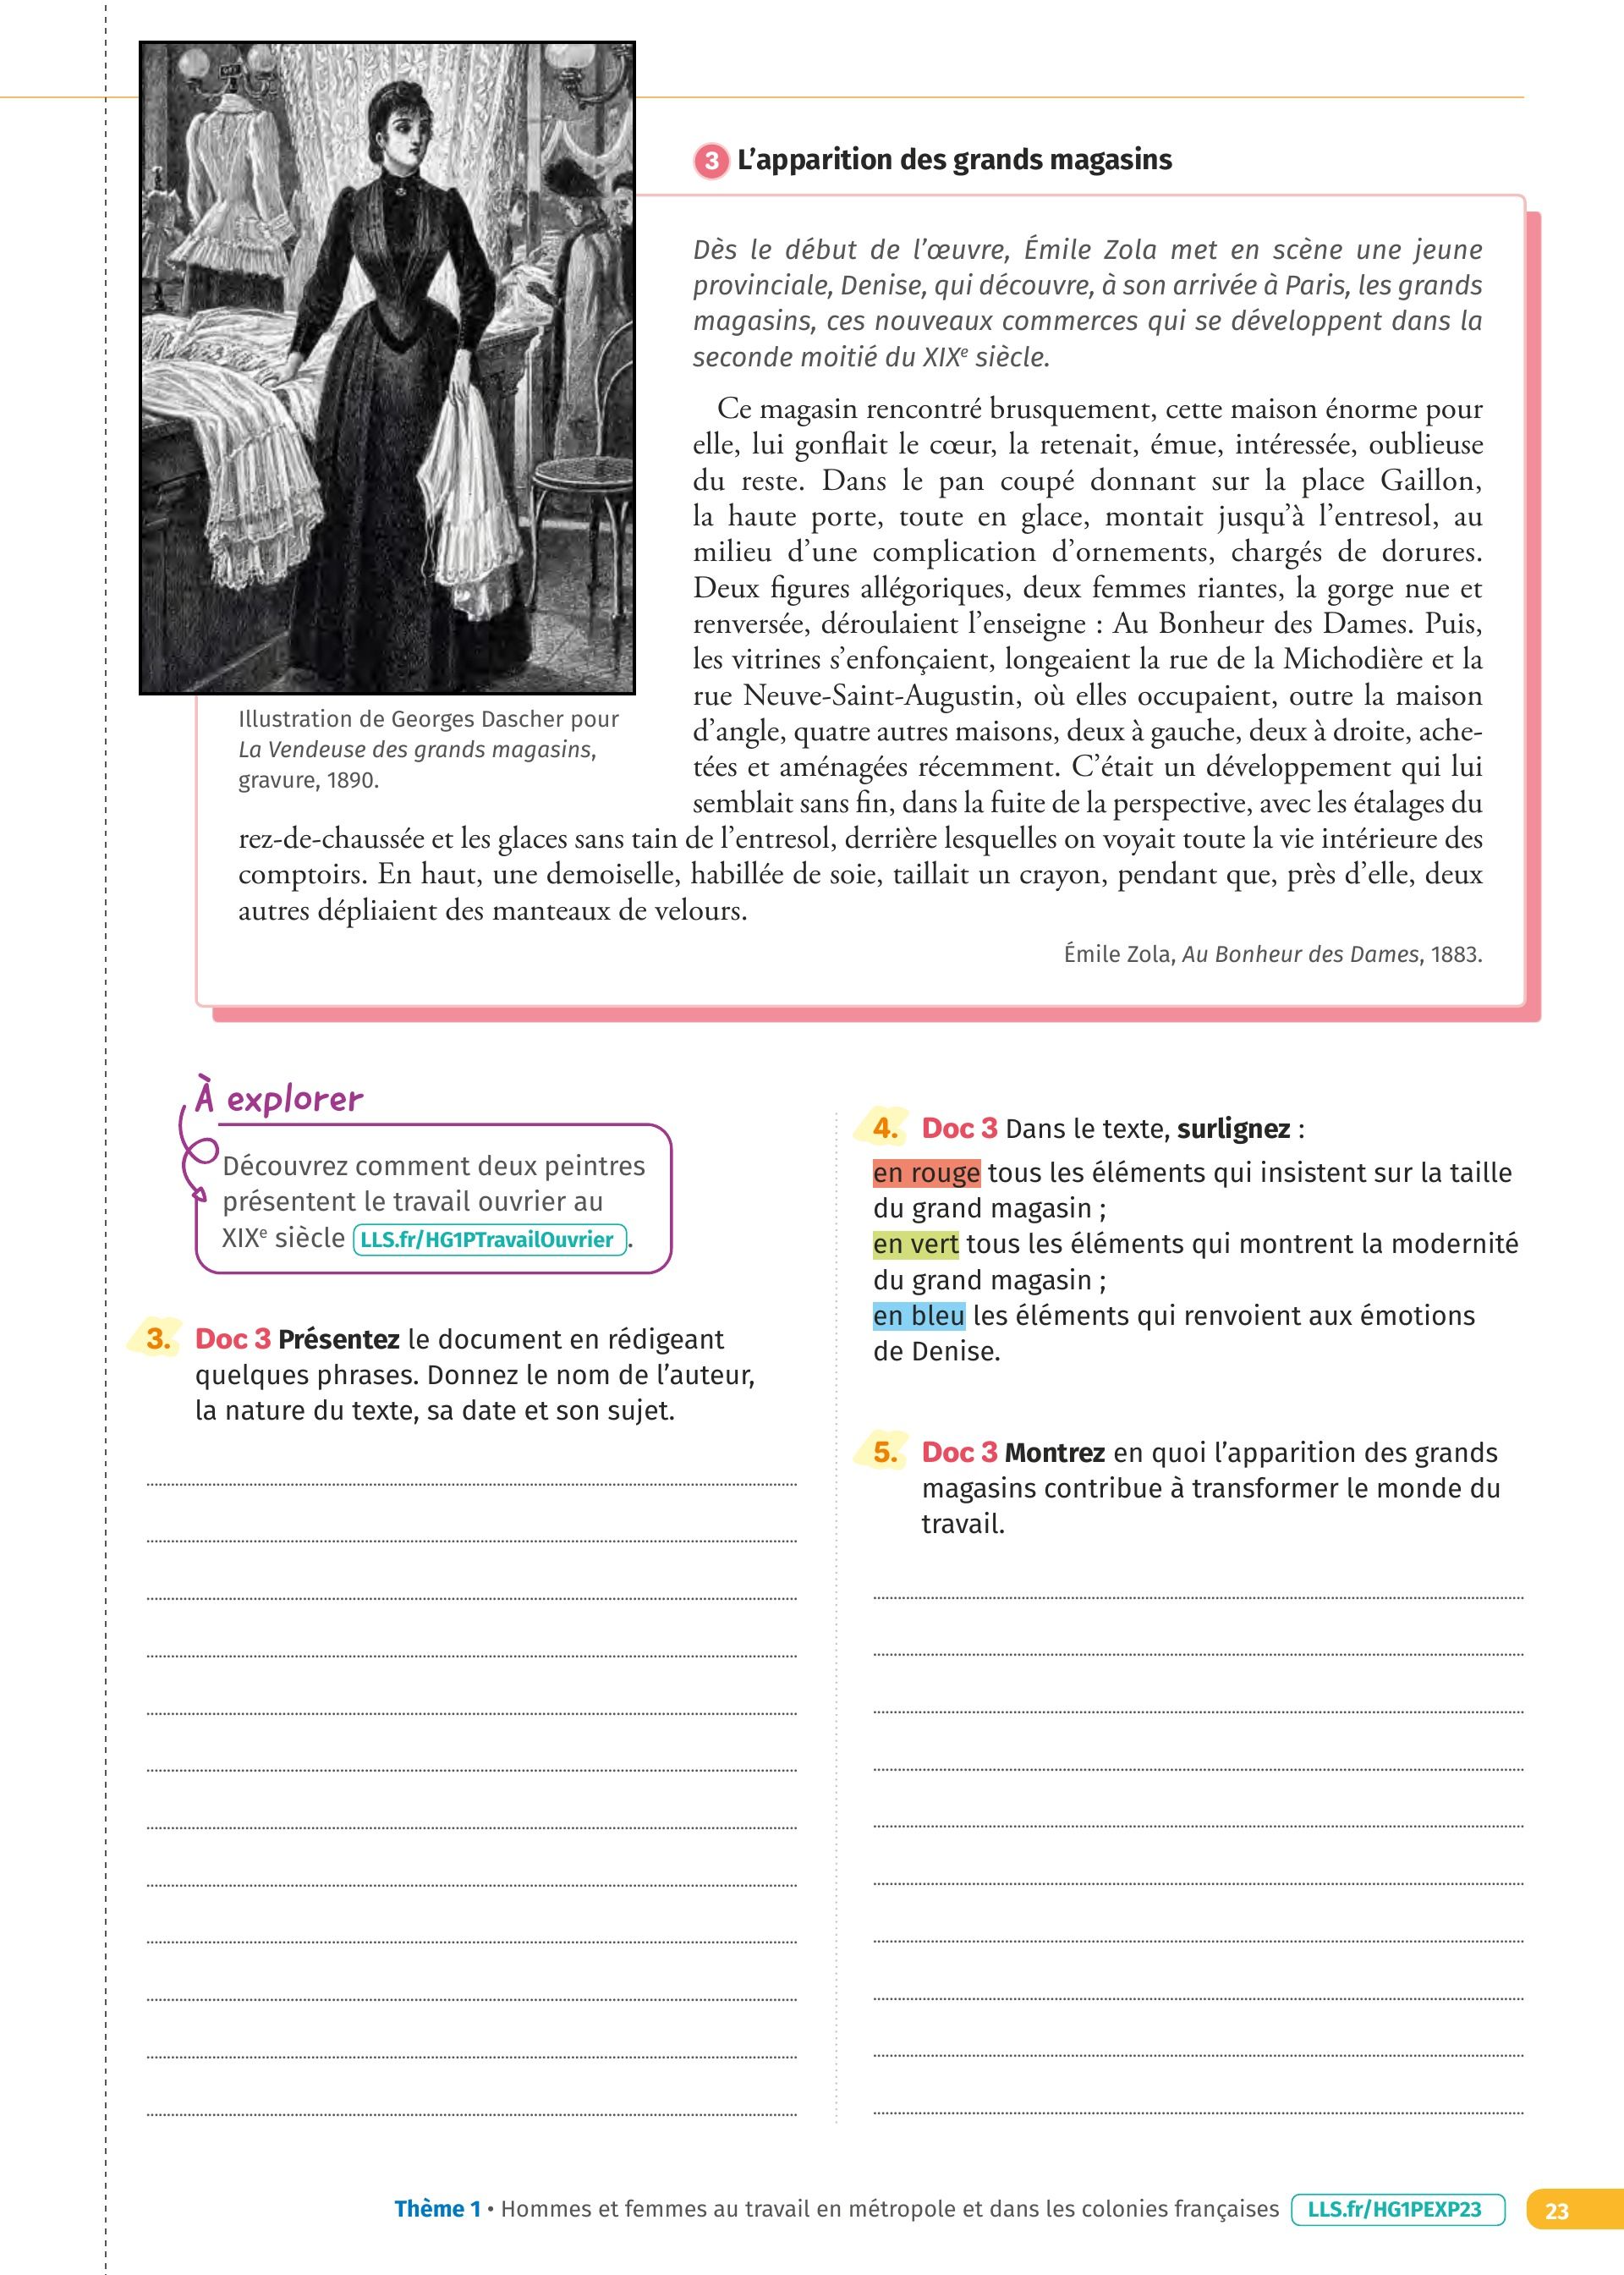 3 L’apparition des grands magasins
Dès le début de l’œuvre, Émile Zola met en scène une jeune
provinciale, Denise, qui découvre, à son arrivée à Paris, les grands
magasins, ces nouveaux commerces qui se développent dans la
seconde moitié du XIXe siècle.
Ce magasin rencontré brusquement, cette maison énorme pour
elle, lui gonflait le cœur, la retenait, émue, intéressée, oublieuse
du reste. Dans le pan coupé donnant sur la place Gaillon,
la haute porte, toute en glace, montait jusqu’à l’entresol, au
milieu d’une complication d’ornements, chargés de dorures.
Deux figures allégoriques, deux femmes riantes, la gorge nue et
renversée, déroulaient l’enseigne : Au Bonheur des Dames. Puis,
les vitrines s’enfonçaient, longeaient la rue de la Michodière et la
rue Neuve-Saint-Augustin, où elles occupaient, outre la maison
d’angle, quatre autres maisons, deux à gauche, deux à droite, ache-
tées et aménagées récemment. C’était un développement qui lui
semblait sans fin, dans la fuite de la perspective, avec les étalages du
rez-de-chaussée et les glaces sans tain de l’entresol, derrière lesquelles on voyait toute la vie intérieure des
comptoirs. En haut, une demoiselle, habillée de soie, taillait un crayon, pendant que, près d’elle, deux
autres dépliaient des manteaux de velours.
Émile Zola, Au Bonheur des Dames, 1883.
Illustration de Georges Dascher pour
La Vendeuse des grands magasins,
gravure, 1890.
À explorer
Découvrez comment deux peintres
présentent le travail ouvrier au
XIXe siècle LLS.fr/HG1PTravailOuvrier .
3. Doc 3 Présentez le document en rédigeant
quelques phrases. Donnez le nom de l’auteur,
la nature du texte, sa date et son sujet.
4. Doc 3 Dans le texte, surlignez :
en rouge tous les éléments qui insistent sur la taille
du grand magasin ;
en vert tous les éléments qui montrent la modernité
du grand magasin ;
en bleu les éléments qui renvoient aux émotions
de Denise.
5. Doc 3 Montrez en quoi l’apparition des grands
magasins contribue à transformer le monde du
travail.
Thème 1 • Hommes et femmes au travail en métropole et dans les colonies françaises LLS.fr/HG1PEXP23 23